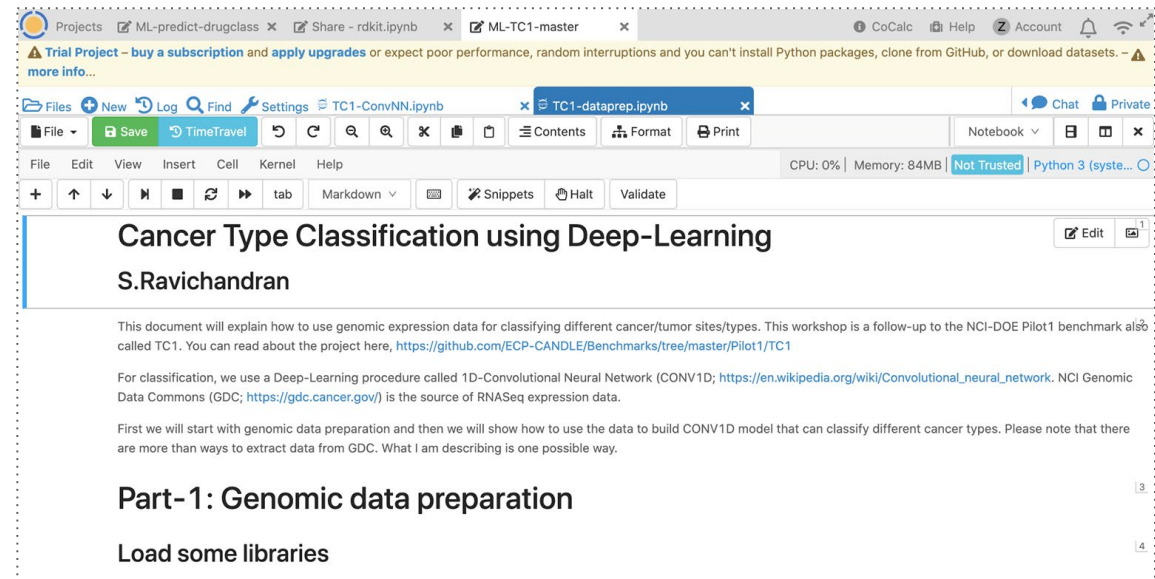 Projects ML-predict-drugclass Share - rdkit.ipynb ML-TC1-master CoCalc Help Z Account
Trial Project – buy a subscription and apply upgrades or expect poor performance, random interruptions and you can't install Python packages, clone from GitHub, or download datasets. –
more info...
Files New Log Find Settings TC1-ConvNN.ipynb TC1-dataprep.ipynb Chat Private
File Save TimeTravel Contents Format Print Notebook
File Edit View Insert Cell Kernel Help CPU: 0% | Memory: 84MB | Not Trusted | Python 3 (syste...
tab Markdown Snippets Halt Validate
Cancer Type Classification using Deep-Learning
Edit 1
S.Ravichandran
This document will explain how to use genomic expression data for classifying different cancer/tumor sites/types. This workshop is a follow-up to the NCI-DOE Pilot1 benchmark also
2
called TC1. You can read about the project here, https://github.com/ECP-CANDLE/Benchmarks/tree/master/Pilot1/TC1
For classification, we use a Deep-Learning procedure called 1D-Convolutional Neural Network (CONV1D; https://en.wikipedia.org/wiki/Convolutional_neural_network. NCI Genomic
Data Commons (GDC; https://gdc.cancer.gov/) is the source of RNASeq expression data.
First we will start with genomic data preparation and then we will show how to use the data to build CONV1D model that can classify different cancer types. Please note that there
are more than ways to extract data from GDC. What I am describing is one possible way.
Part-1: Genomic data preparation
3
Load some libraries
4